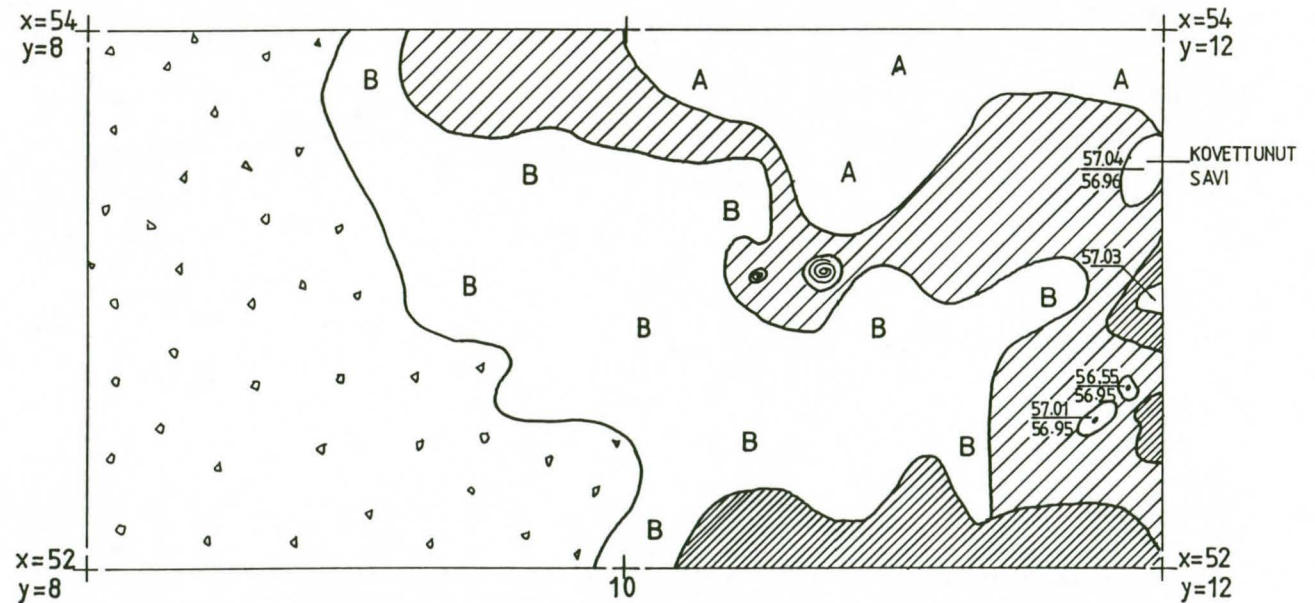 x=54
y=8
x=54
y=12
B
A
A
A
57.04
56.96
KOVETTUNUT
SAVI
B
A
B
57.03
B
B
B
B
56.55
56.95
57.01
56.95
B
B
B
x=52
y=8
10
x=52
y=12